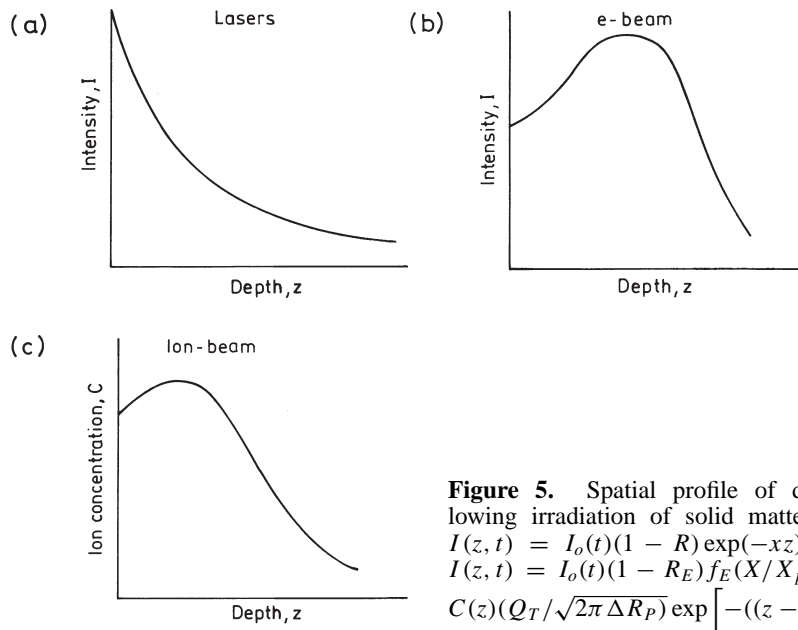 (a)
Lasers
Intensity, I
Depth, z
(b)
e-beam
Intensity, I
Depth, z
(c)
Ion-beam
Ion concentration, C
Depth, z
Figure 5. Spatial profile of
lowing irradiation of solid
I(z, t) = I_o(t)(1 − R) exp(−xz)
I(z, t) = I_o(t)(1 − R_E) f_E(X/X
C(z)(Q_T/√2π ΔR_P) exp [−((z −